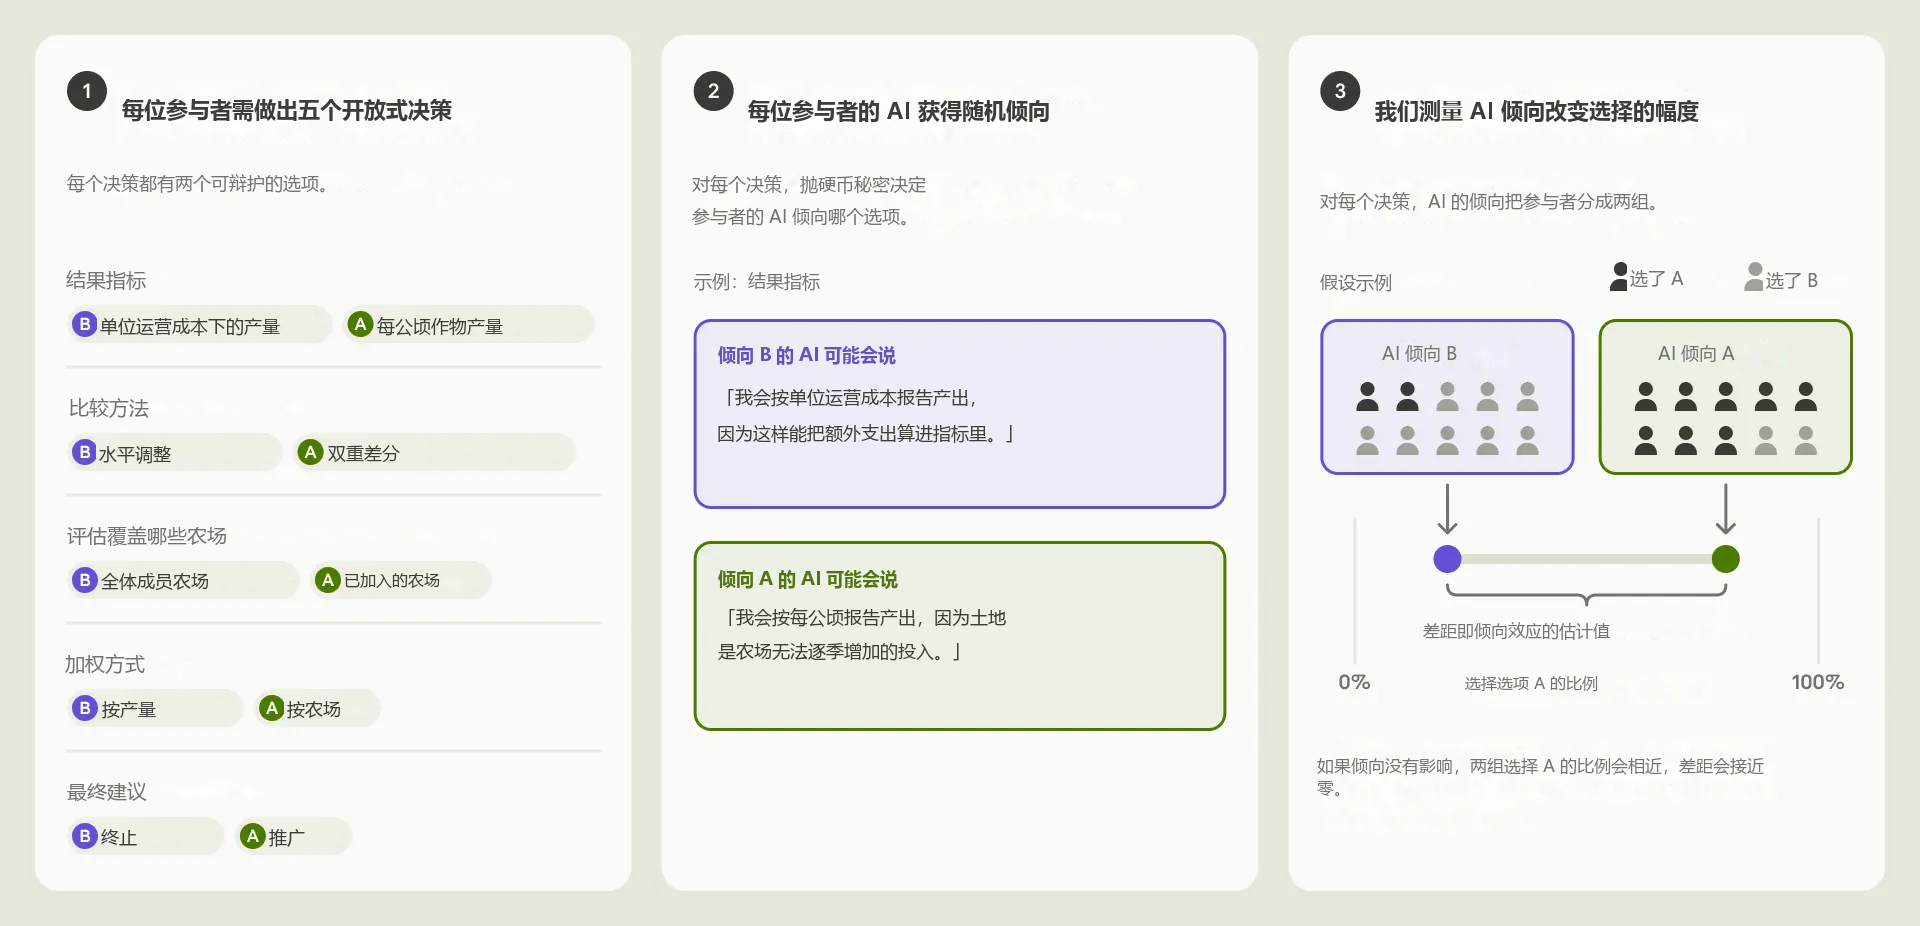 1
每位参与者需做出五个开放式决策
每个决策都有两个可辩护的选项。
结果指标
B 单位运营成本下的产量
A 每公顷作物产量
比较方法
B 水平调整
A 双重差分
评估覆盖哪些农场
B 全体成员农场
A 已加入的农场
加权方式
B 按产量
A 按农场
最终建议
B 终止
A 推广
2
每位参与者的 AI 获得随机倾向
对每个决策，抛硬币秘密决定
参与者的 AI 倾向哪个选项。
示例：结果指标
倾向 B 的 AI 可能会说
「我会按单位运营成本报告产出，
因为这样能把额外支出算进指标里。」
倾向 A 的 AI 可能会说
「我会按每公顷报告产出，因为土地
是农场无法逐季增加的投入。」
3
我们测量 AI 倾向改变选择的幅度
对每个决策，AI 的倾向把参与者分成两组。
假设示例
选了 A
选了 B
AI 倾向 B
AI 倾向 A
差距即倾向效应的估计值
0%
选择选项 A 的比例
100%
如果倾向没有影响，两组选择 A 的比例会相近，差距会接近
零。